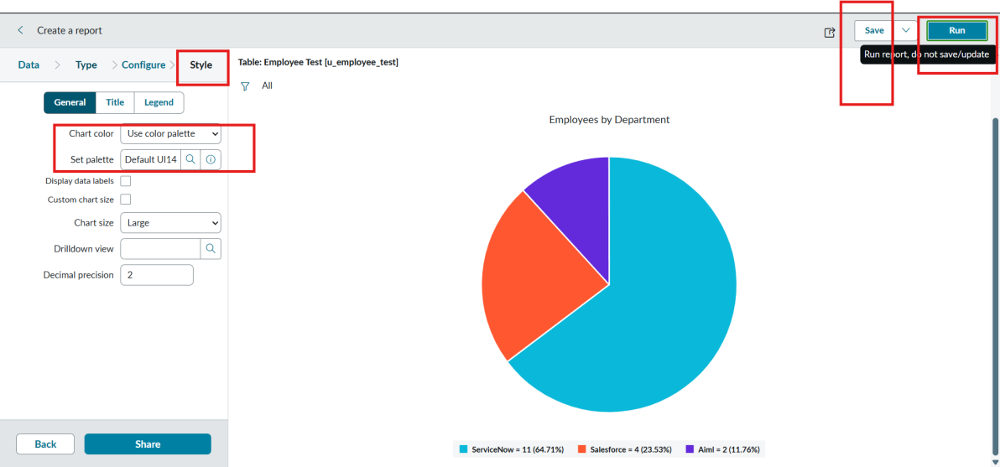 Create a report
Save
Run
Run report, do not save/update
Data
Type
Configure
Style
Table: Employee Test [u_employee_test]
All
General
Title
Legend
Chart color
Use color palette
Set palette
Default UI14
Display data labels
Custom chart size
Chart size
Large
Drilldown view
Decimal precision
2
Employees by Department
ServiceNow = 11 (64.71%)
Salesforce = 4 (23.53%)
Aiml = 2 (11.76%)
Back
Share